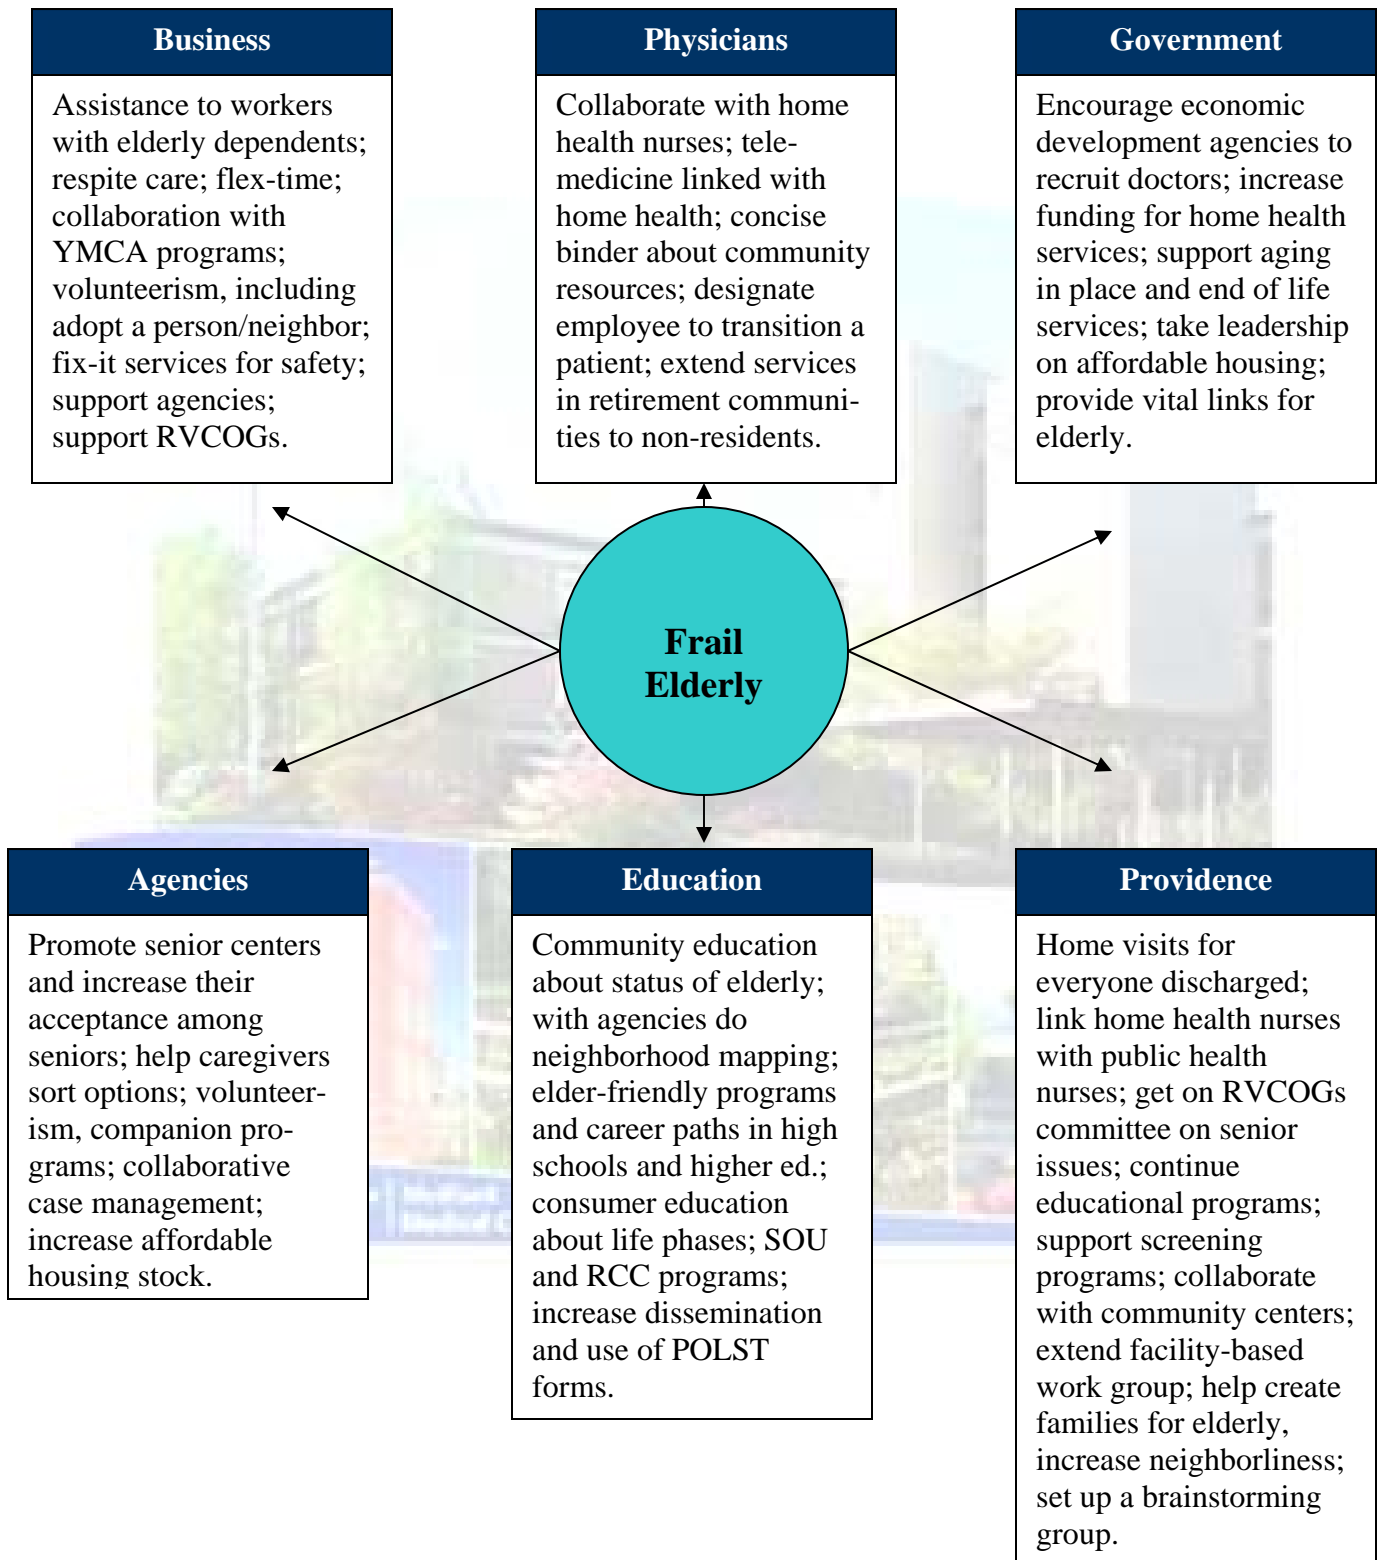 Business
Assistance to workers
with elderly dependents;
respite care; flex-time;
collaboration with
YMCA programs;
volunteerism, including
adopt a person/neighbor;
fix-it services for safety;
support agencies;
support RVCOGs.
Physicians
Collaborate with home
health nurses; tele-
medicine linked with
home health; concise
binder about community
resources; designate
employee to transition a
patient; extend services
in retirement communi-
ties to non-residents.
Government
Encourage economic
development agencies to
recruit doctors; increase
funding for home health
services; support aging
in place and end of life
services; take leadership
on affordable housing;
provide vital links for
elderly.
Frail
Elderly
Agencies
Promote senior centers
and increase their
acceptance among
seniors; help caregivers
sort options; volunteer-
ism, companion pro-
grams; collaborative
case management;
increase affordable
housing stock.
Education
Community education
about status of elderly;
with agencies do
neighborhood mapping;
elder-friendly programs
and career paths in high
schools and higher ed.;
consumer education
about life phases; SOU
and RCC programs;
increase dissemination
and use of POLST
forms.
Providence
Home visits for
everyone discharged;
link home health nurses
with public health
nurses; get on RVCOGs
committee on senior
issues; continue
educational programs;
support screening
programs; collaborate
with community centers;
extend facility-based
work group; help create
families for elderly,
increase neighborliness;
set up a brainstorming
group.